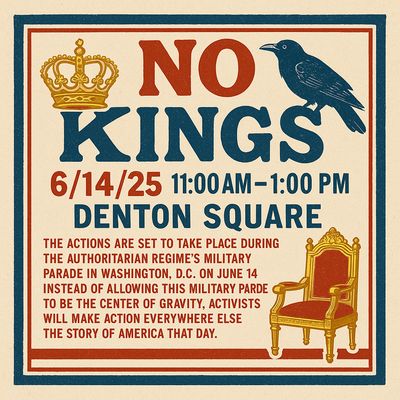 NO
KINGS
6/14/25 11:00 AM – 1:00 PM
DENTON SQUARE
THE ACTIONS ARE SET TO TAKE PLACE DURING
THE AUTHORITARIAN REGIME'S MILITARY
PARADE IN WASHINGTON, D.C. ON JUNE 14
INSTEAD OF ALLOWING THIS MILITARY PARDE
TO BE THE CENTER OF GRAVITY, ACTIVISTS
WILL MAKE ACTION EVERYWHERE ELSE
THE STORY OF AMERICA THAT DAY.